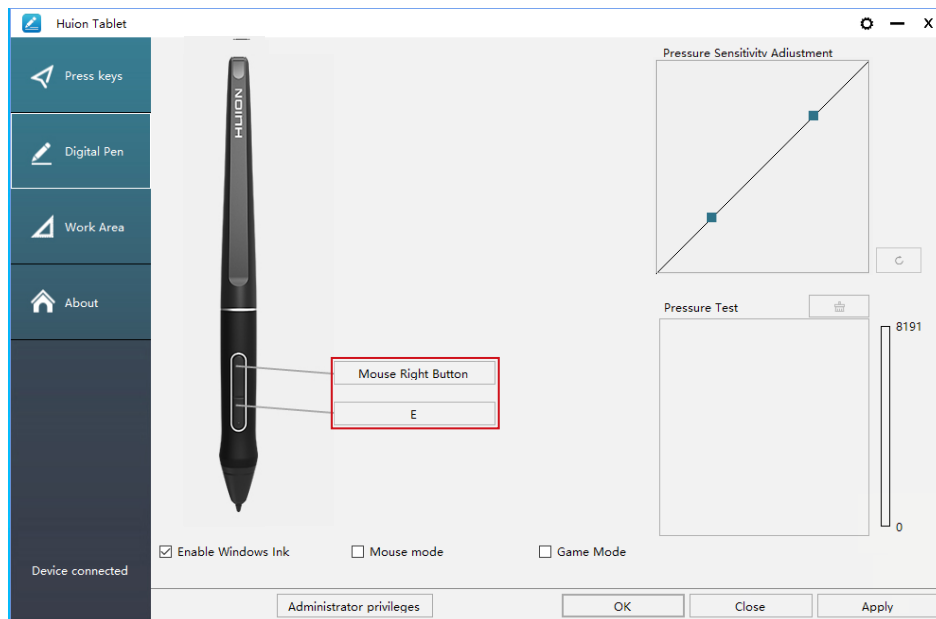 Huion Tablet
Press keys
Digital Pen
Work Area
About
Device connected
HUION
Mouse Right Button
E
Pressure Sensitivity Adjustment
Pressure Test
8191
0
Enable Windows Ink
Mouse mode
Game Mode
Administrator privileges
OK
Close
Apply